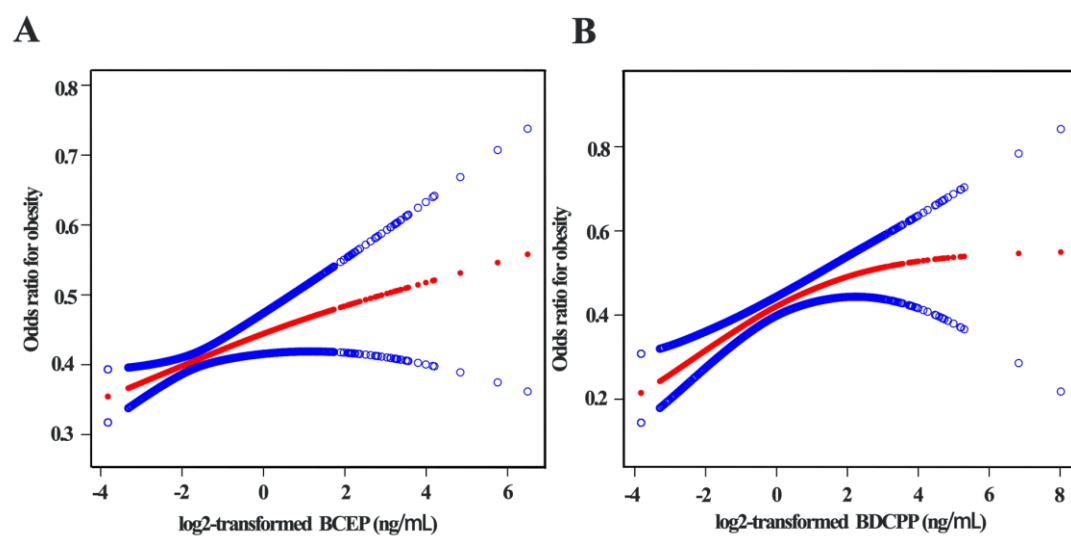 A
B
0.8
0.7
0.6
0.5
0.4
0.3
Odds ratio for obesity
-4 -2 0 2 4 6
log2-transformed BCEP (ng/mL)
0.8
0.6
0.4
0.2
Odds ratio for obesity
-4 -2 0 2 4 6 8
log2-transformed BDCPP (ng/mL)